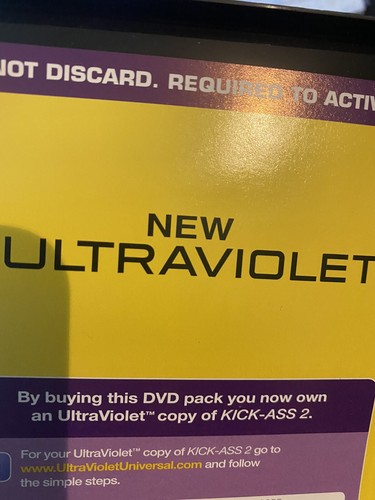 NOT DISCARD. REQUIRED TO ACTIV
NEW
ULTRAVIOLET
By buying this DVD pack you now own
an UltraViolet™ copy of KICK-ASS 2.
For your UltraViolet™ copy of KICK-ASS 2 go to
www.UltraVioletUniversal.com and follow
the simple steps.